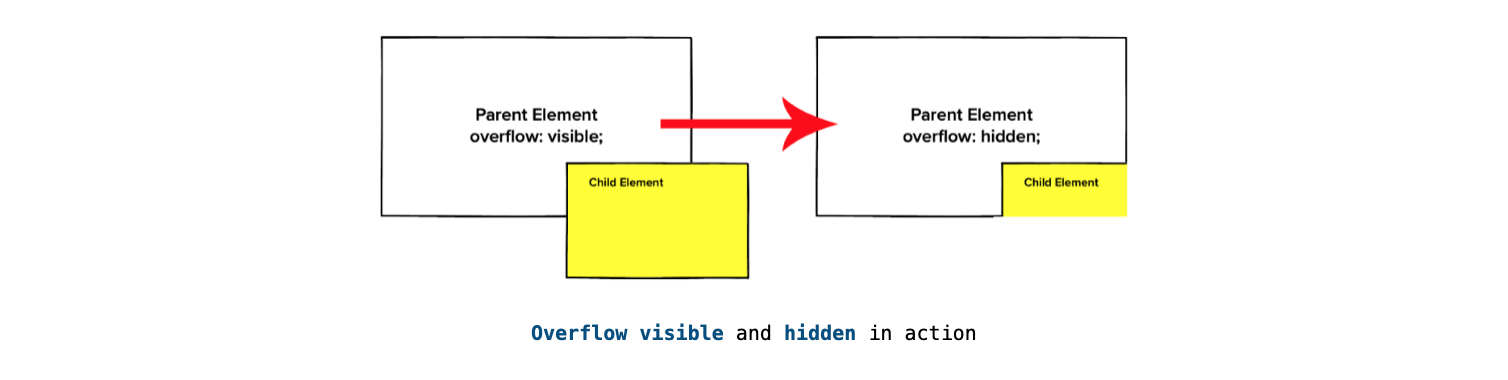 Parent Element
overflow: visible;
Child Element
Parent Element
overflow: hidden;
Child Element
Overflow visible and hidden in action